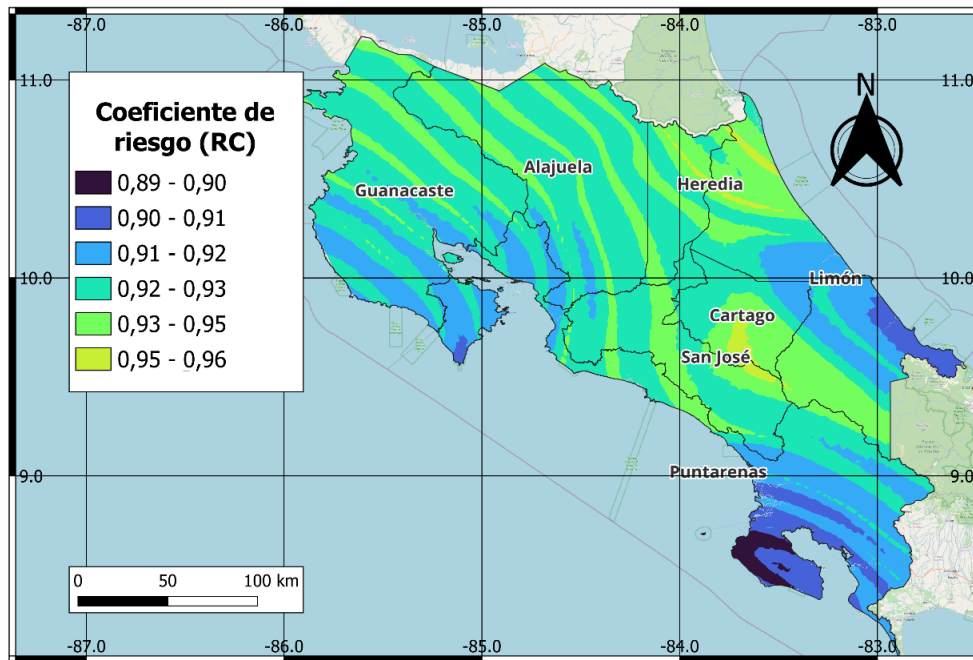 -87.0 -86.0 -85.0 -84.0 -83.0
11.0 11.0
N
Coeficiente de
riesgo (RC)
0,89 - 0,90
0,90 - 0,91
0,91 - 0,92
0,92 - 0,93
0,93 - 0,95
0,95 - 0,96
Alajuela
Guanacaste
Heredia
10.0 10.0
Limón
Cartago
San José
Puntarenas
9.0 9.0
0 50 100 km
-87.0 -86.0 -85.0 -84.0 -83.0